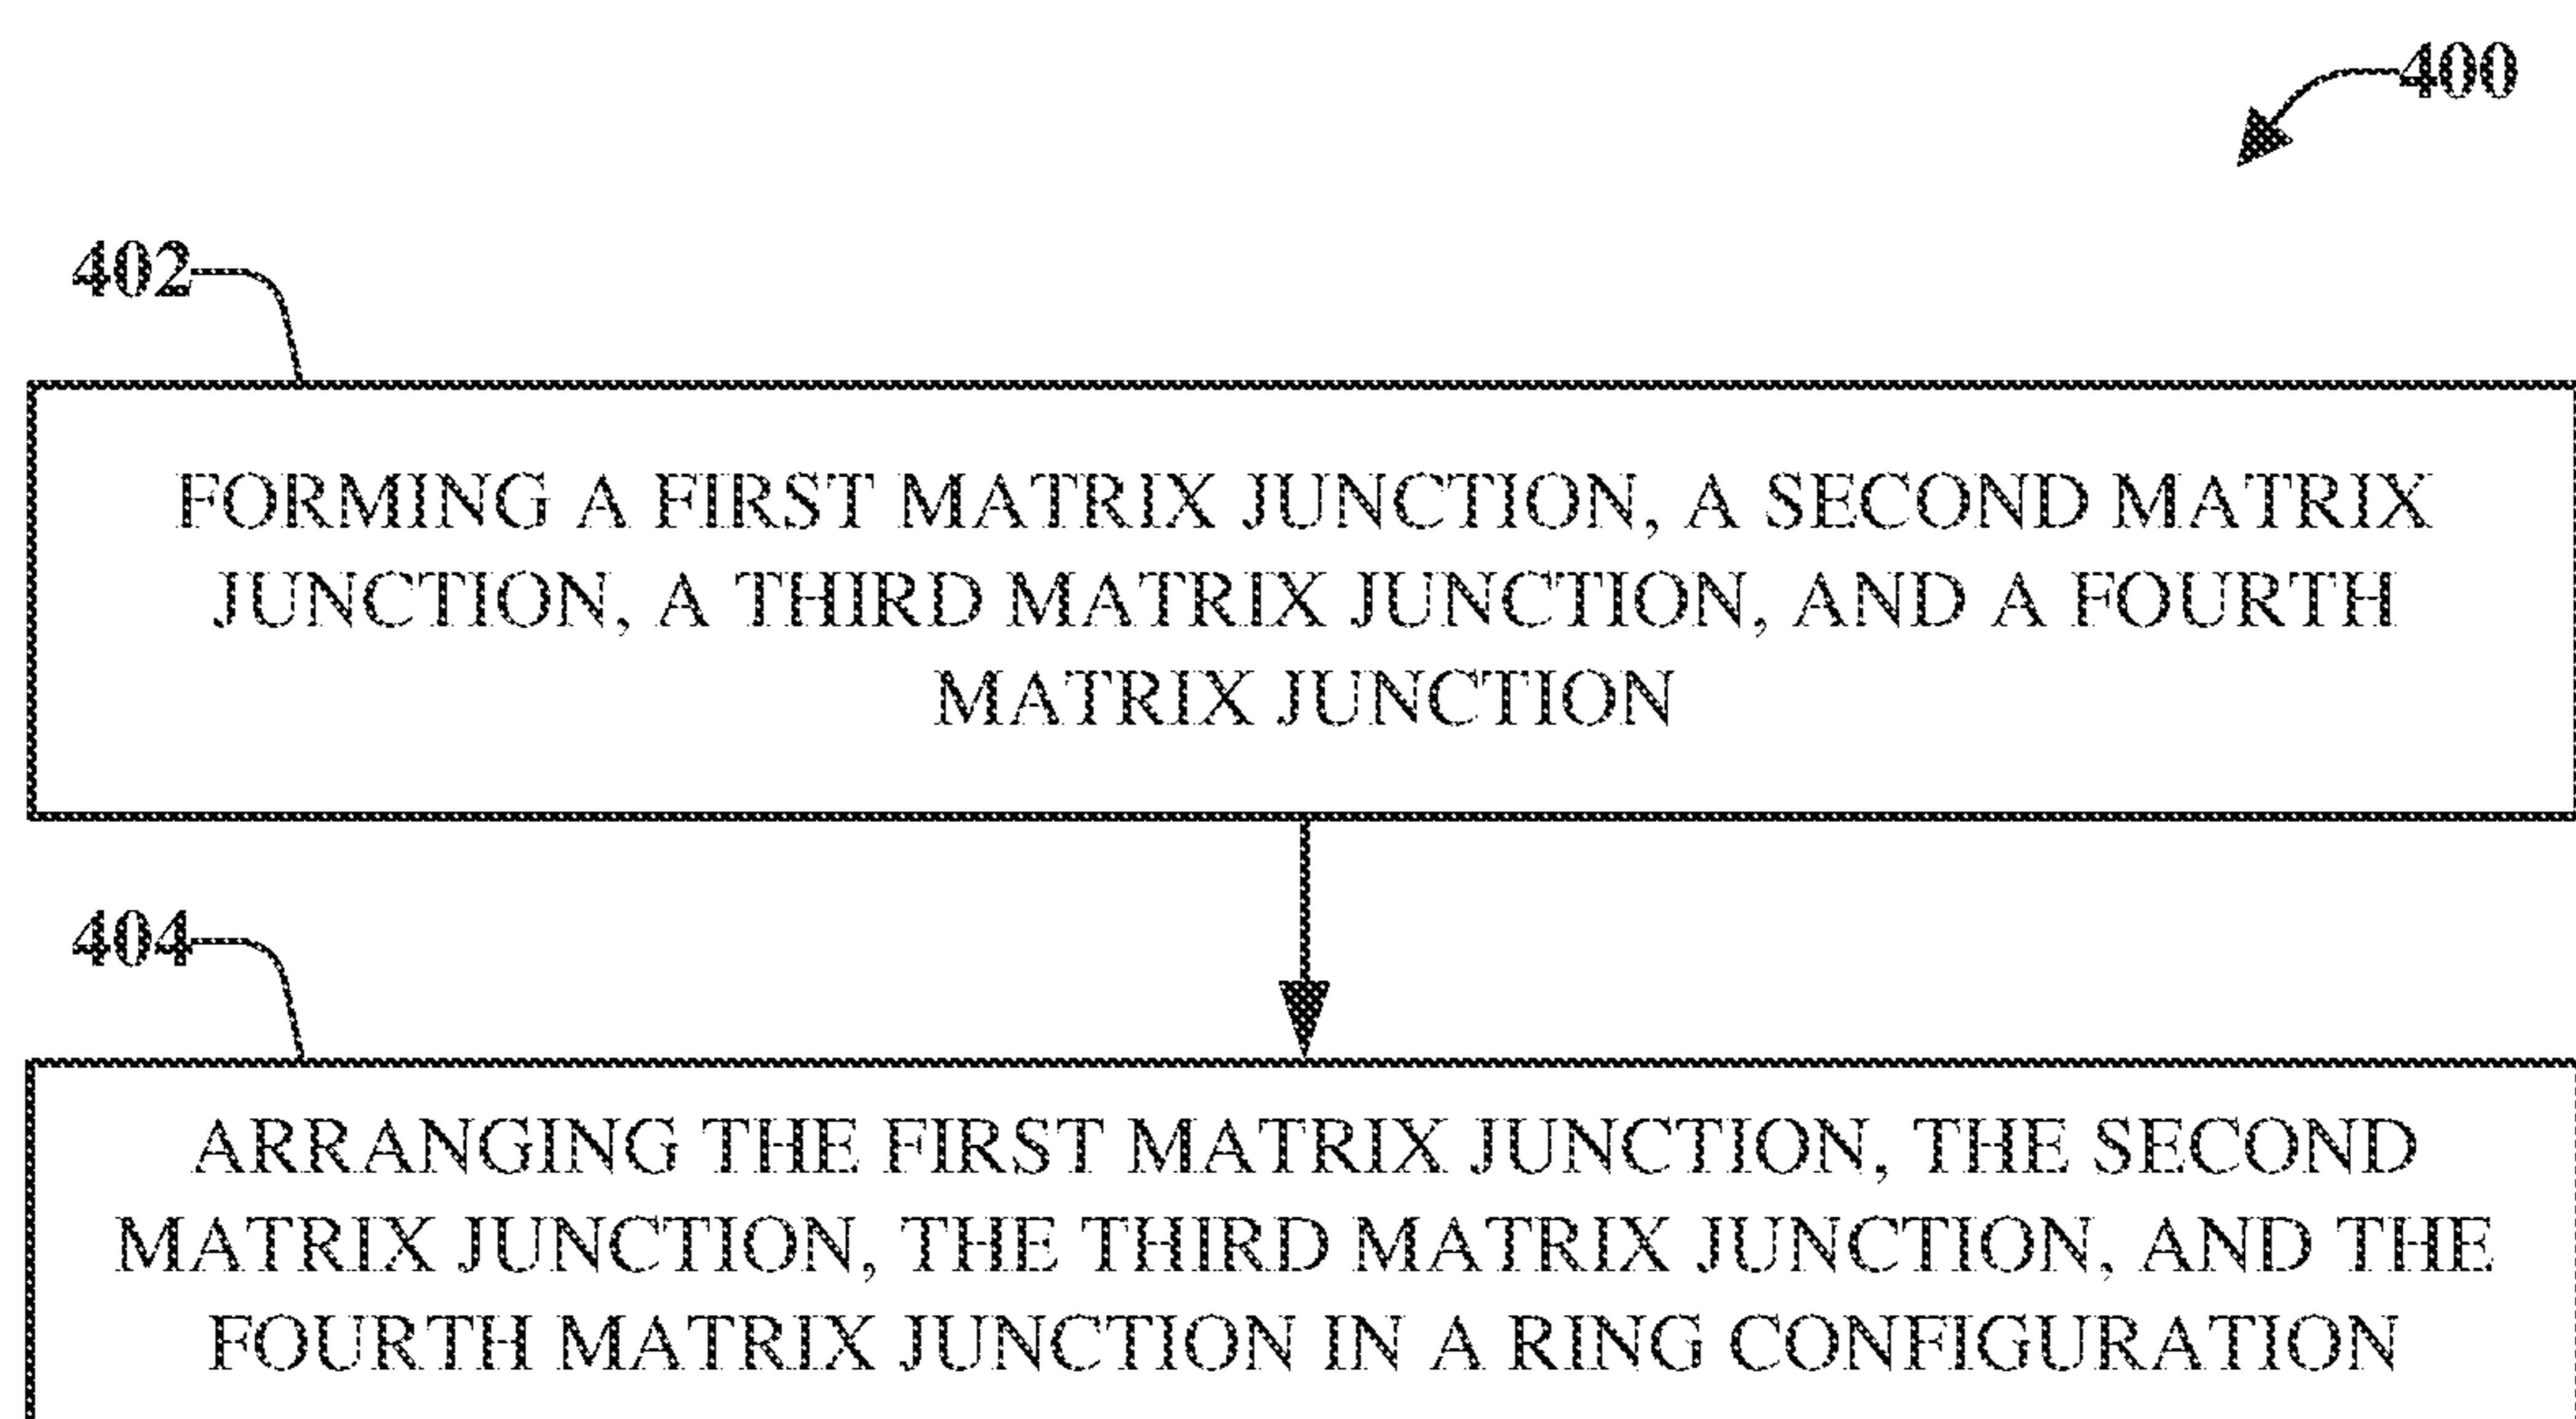 400
402
FORMING A FIRST MATRIX JUNCTION, A SECOND MATRIX
JUNCTION, A THIRD MATRIX JUNCTION, AND A FOURTH
MATRIX JUNCTION
404
ARRANGING THE FIRST MATRIX JUNCTION, THE SECOND
MATRIX JUNCTION, THE THIRD MATRIX JUNCTION, AND THE
FOURTH MATRIX JUNCTION IN A RING CONFIGURATION